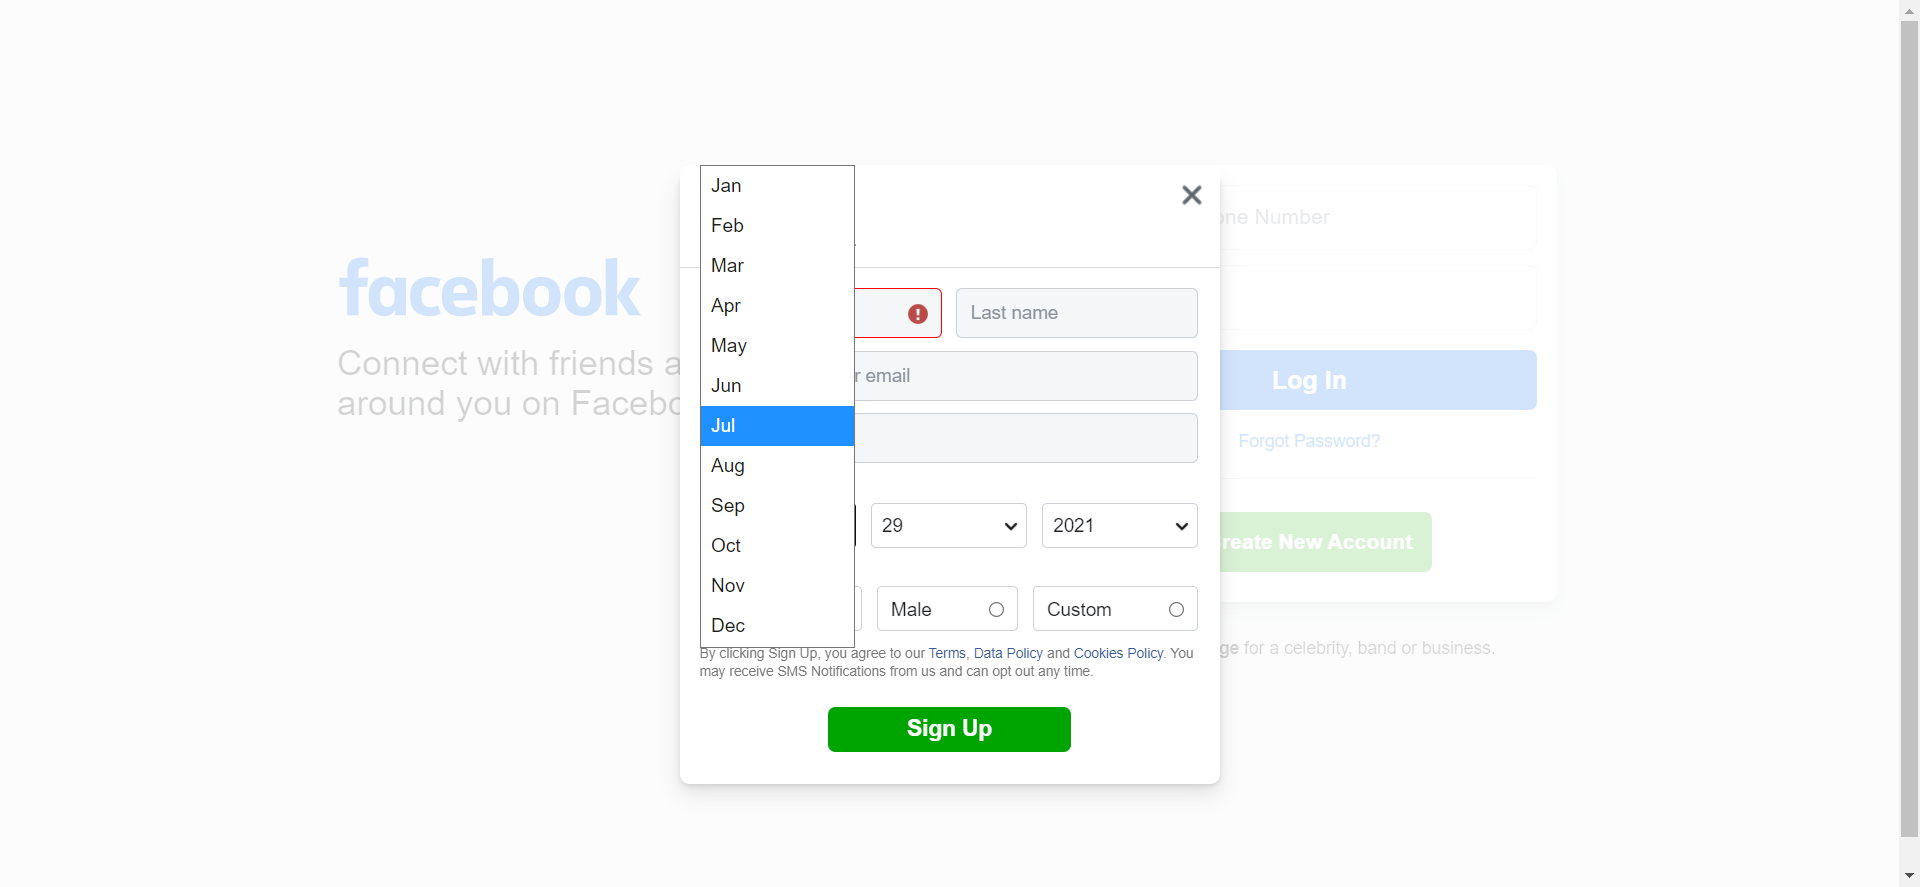 facebook
Connect with friends a
around you on Facebo
Jan
Feb
Mar
Apr
May
Jun
Jul
Aug
Sep
Oct
Nov
Dec
Last name
r email
29
2021
Male
Custom
By clicking Sign Up, you agree to our Terms, Data Policy and Cookies Policy. You
may receive SMS Notifications from us and can opt out any time.
Sign Up
one Number
Log In
Forgot Password?
reate New Account
ge for a celebrity, band or business.